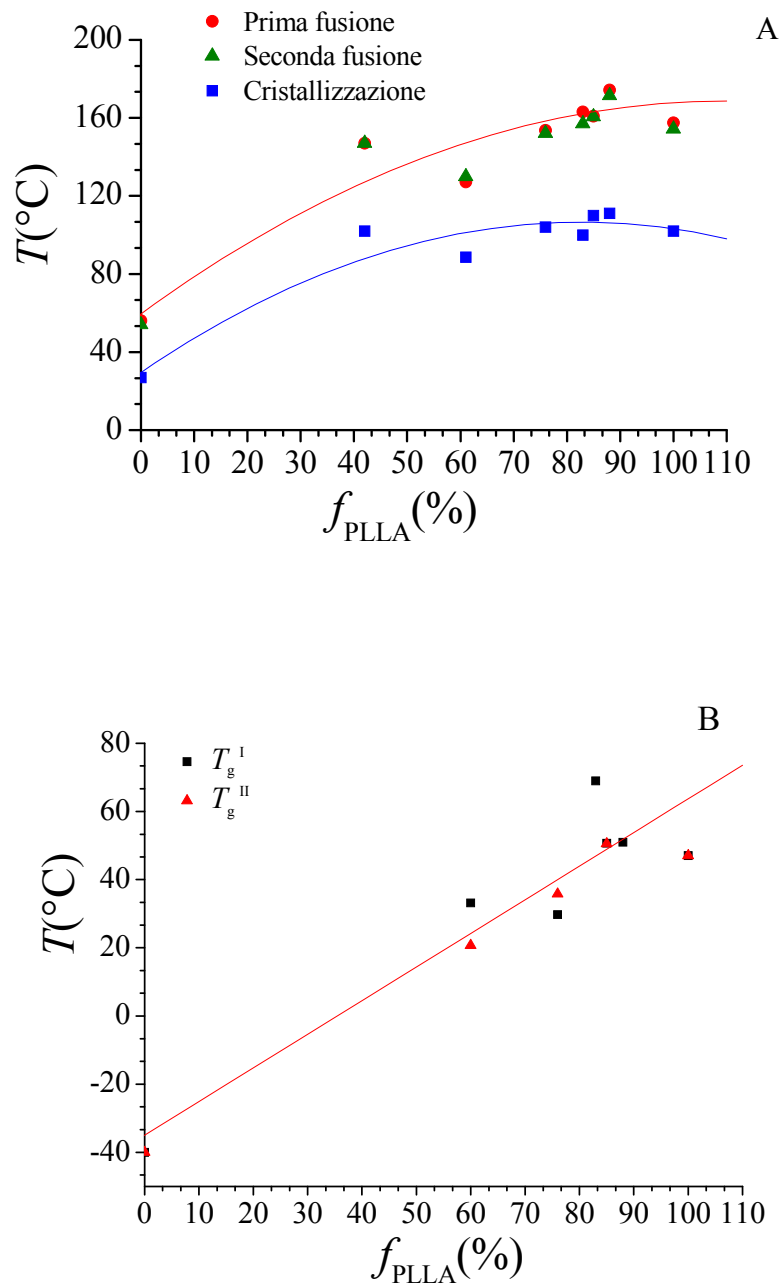 A
Prima fusione
Seconda fusione
Cristallizzazione
200
160
120
80
40
0
T(°C)
0 10 20 30 40 50 60 70 80 90 100 110
fPLLA(%)
B
Tg I
Tg II
80
60
40
20
0
-20
-40
T(°C)
0 10 20 30 40 50 60 70 80 90 100 110
fPLLA(%)